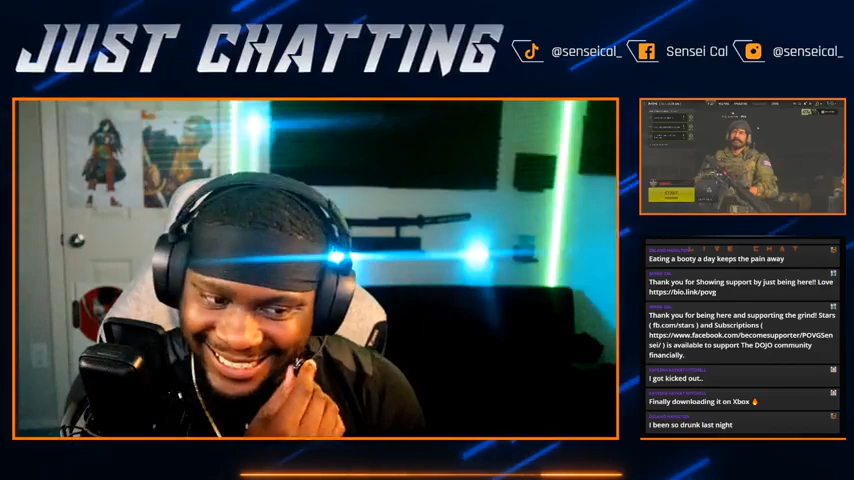 JUST CHATTING
@senseical_
Sensei Cal
@senseical_
LIVE CHAT
Eating a booty a day keeps the pain away
Thank you for Showing support by just being here!! Love
https://bio.link/povg
Thank you for being here and supporting the grind! Stars
( fb.com/stars ) and Subscriptions (
https://www.facebook.com/becomesupporter/POVGSen
sei/ ) is available to support The DOJO community
financially.
I got kicked out..
Finally downloading it on Xbox 🔥
I been so drunk last night